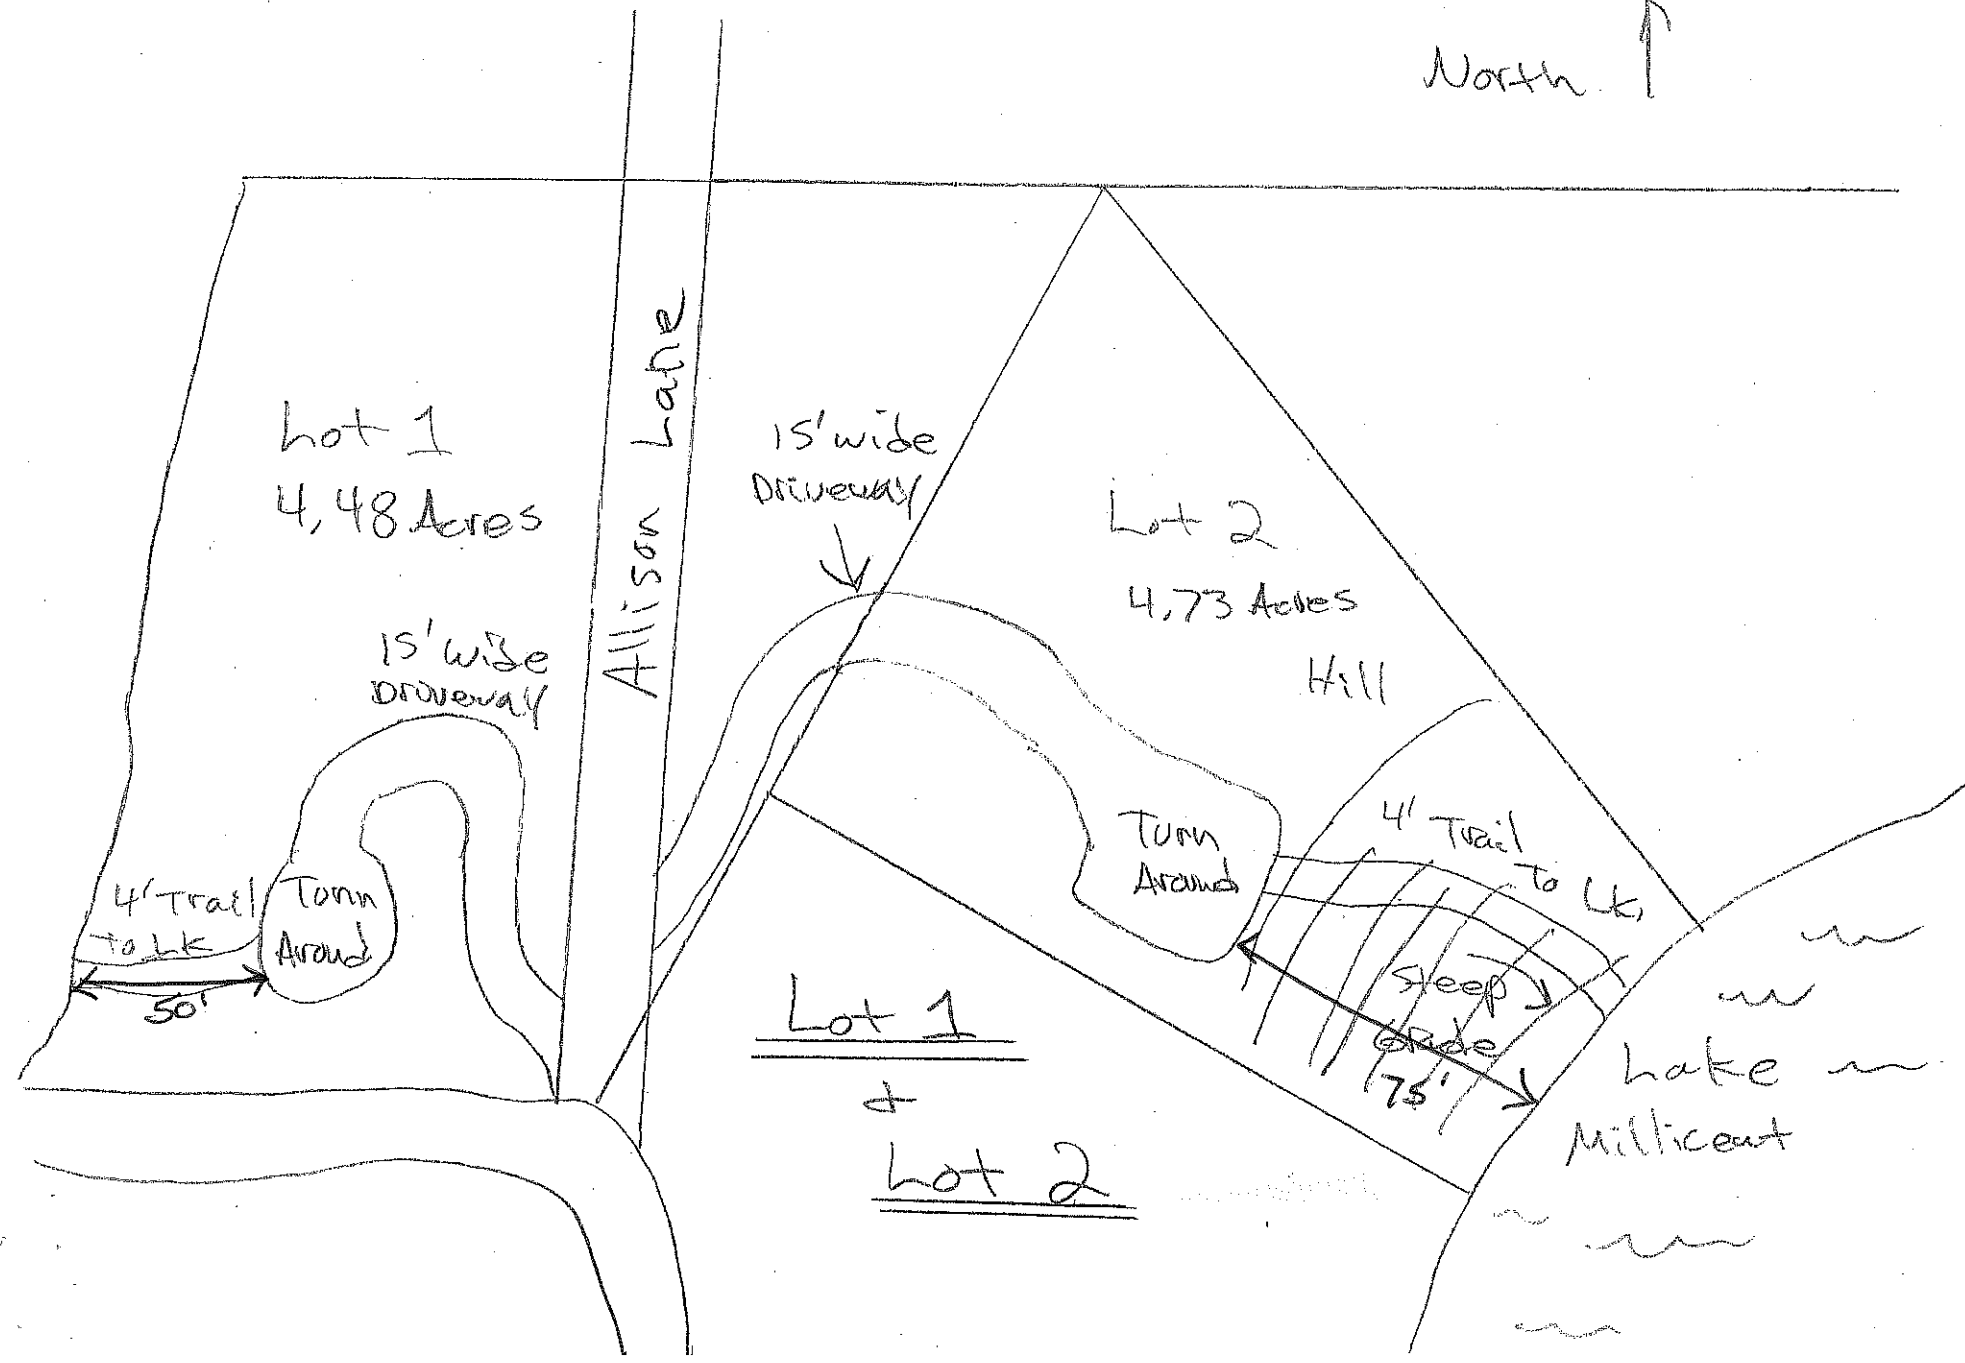 North
Lot 1
4.48 Acres
15' wide
Driveway
4' Trail
To Lk
Turn
Around
50'
Allison Lane
15' wide
Driveway
Lot 2
4.73 Acres
Hill
Turn
Around
4' Trail
To Lk.
Steep
Grade
75'
Lake
Millicent
Lot 1
+
Lot 2